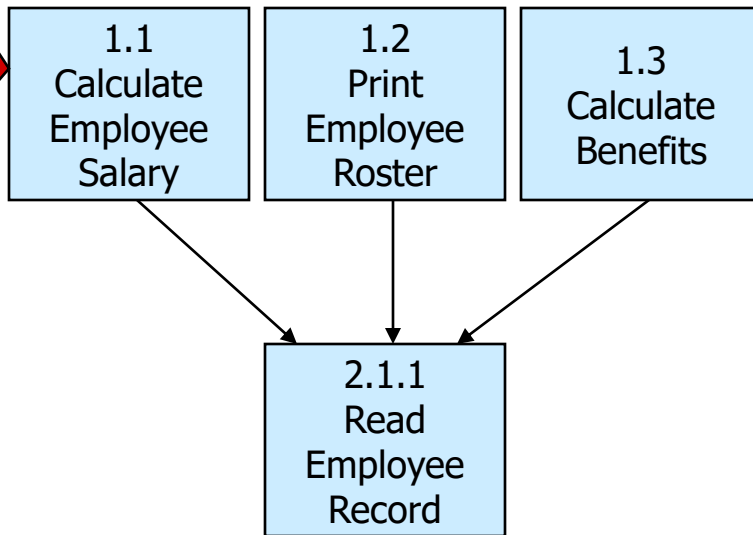 1.1
Calculate
Employee
Salary
1.2
Print
Employee
Roster
1.3
Calculate
Benefits
2.1.1
Read
Employee
Record